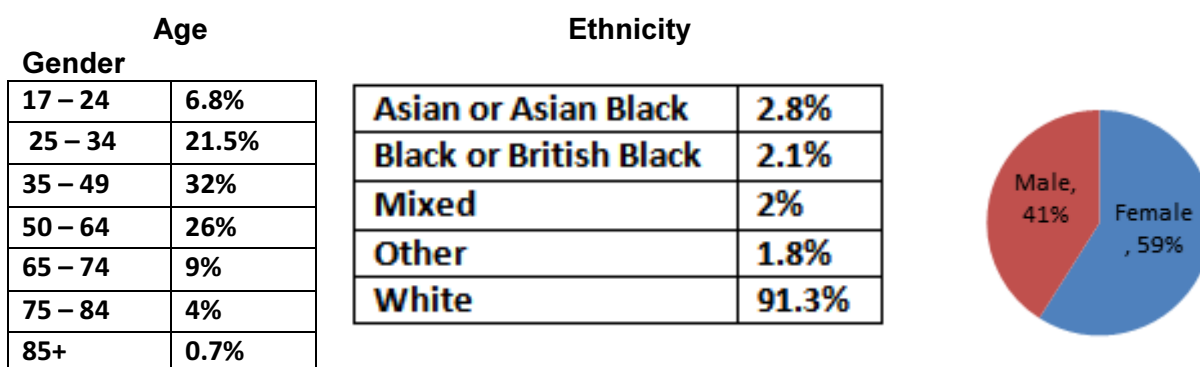 Age
Ethnicity
Gender
17 – 24 6.8%
25 – 34 21.5%
35 – 49 32%
50 – 64 26%
65 – 74 9%
75 – 84 4%
85+ 0.7%
Asian or Asian Black 2.8%
Black or British Black 2.1%
Mixed 2%
Other 1.8%
White 91.3%
Male,
41%
Female
, 59%